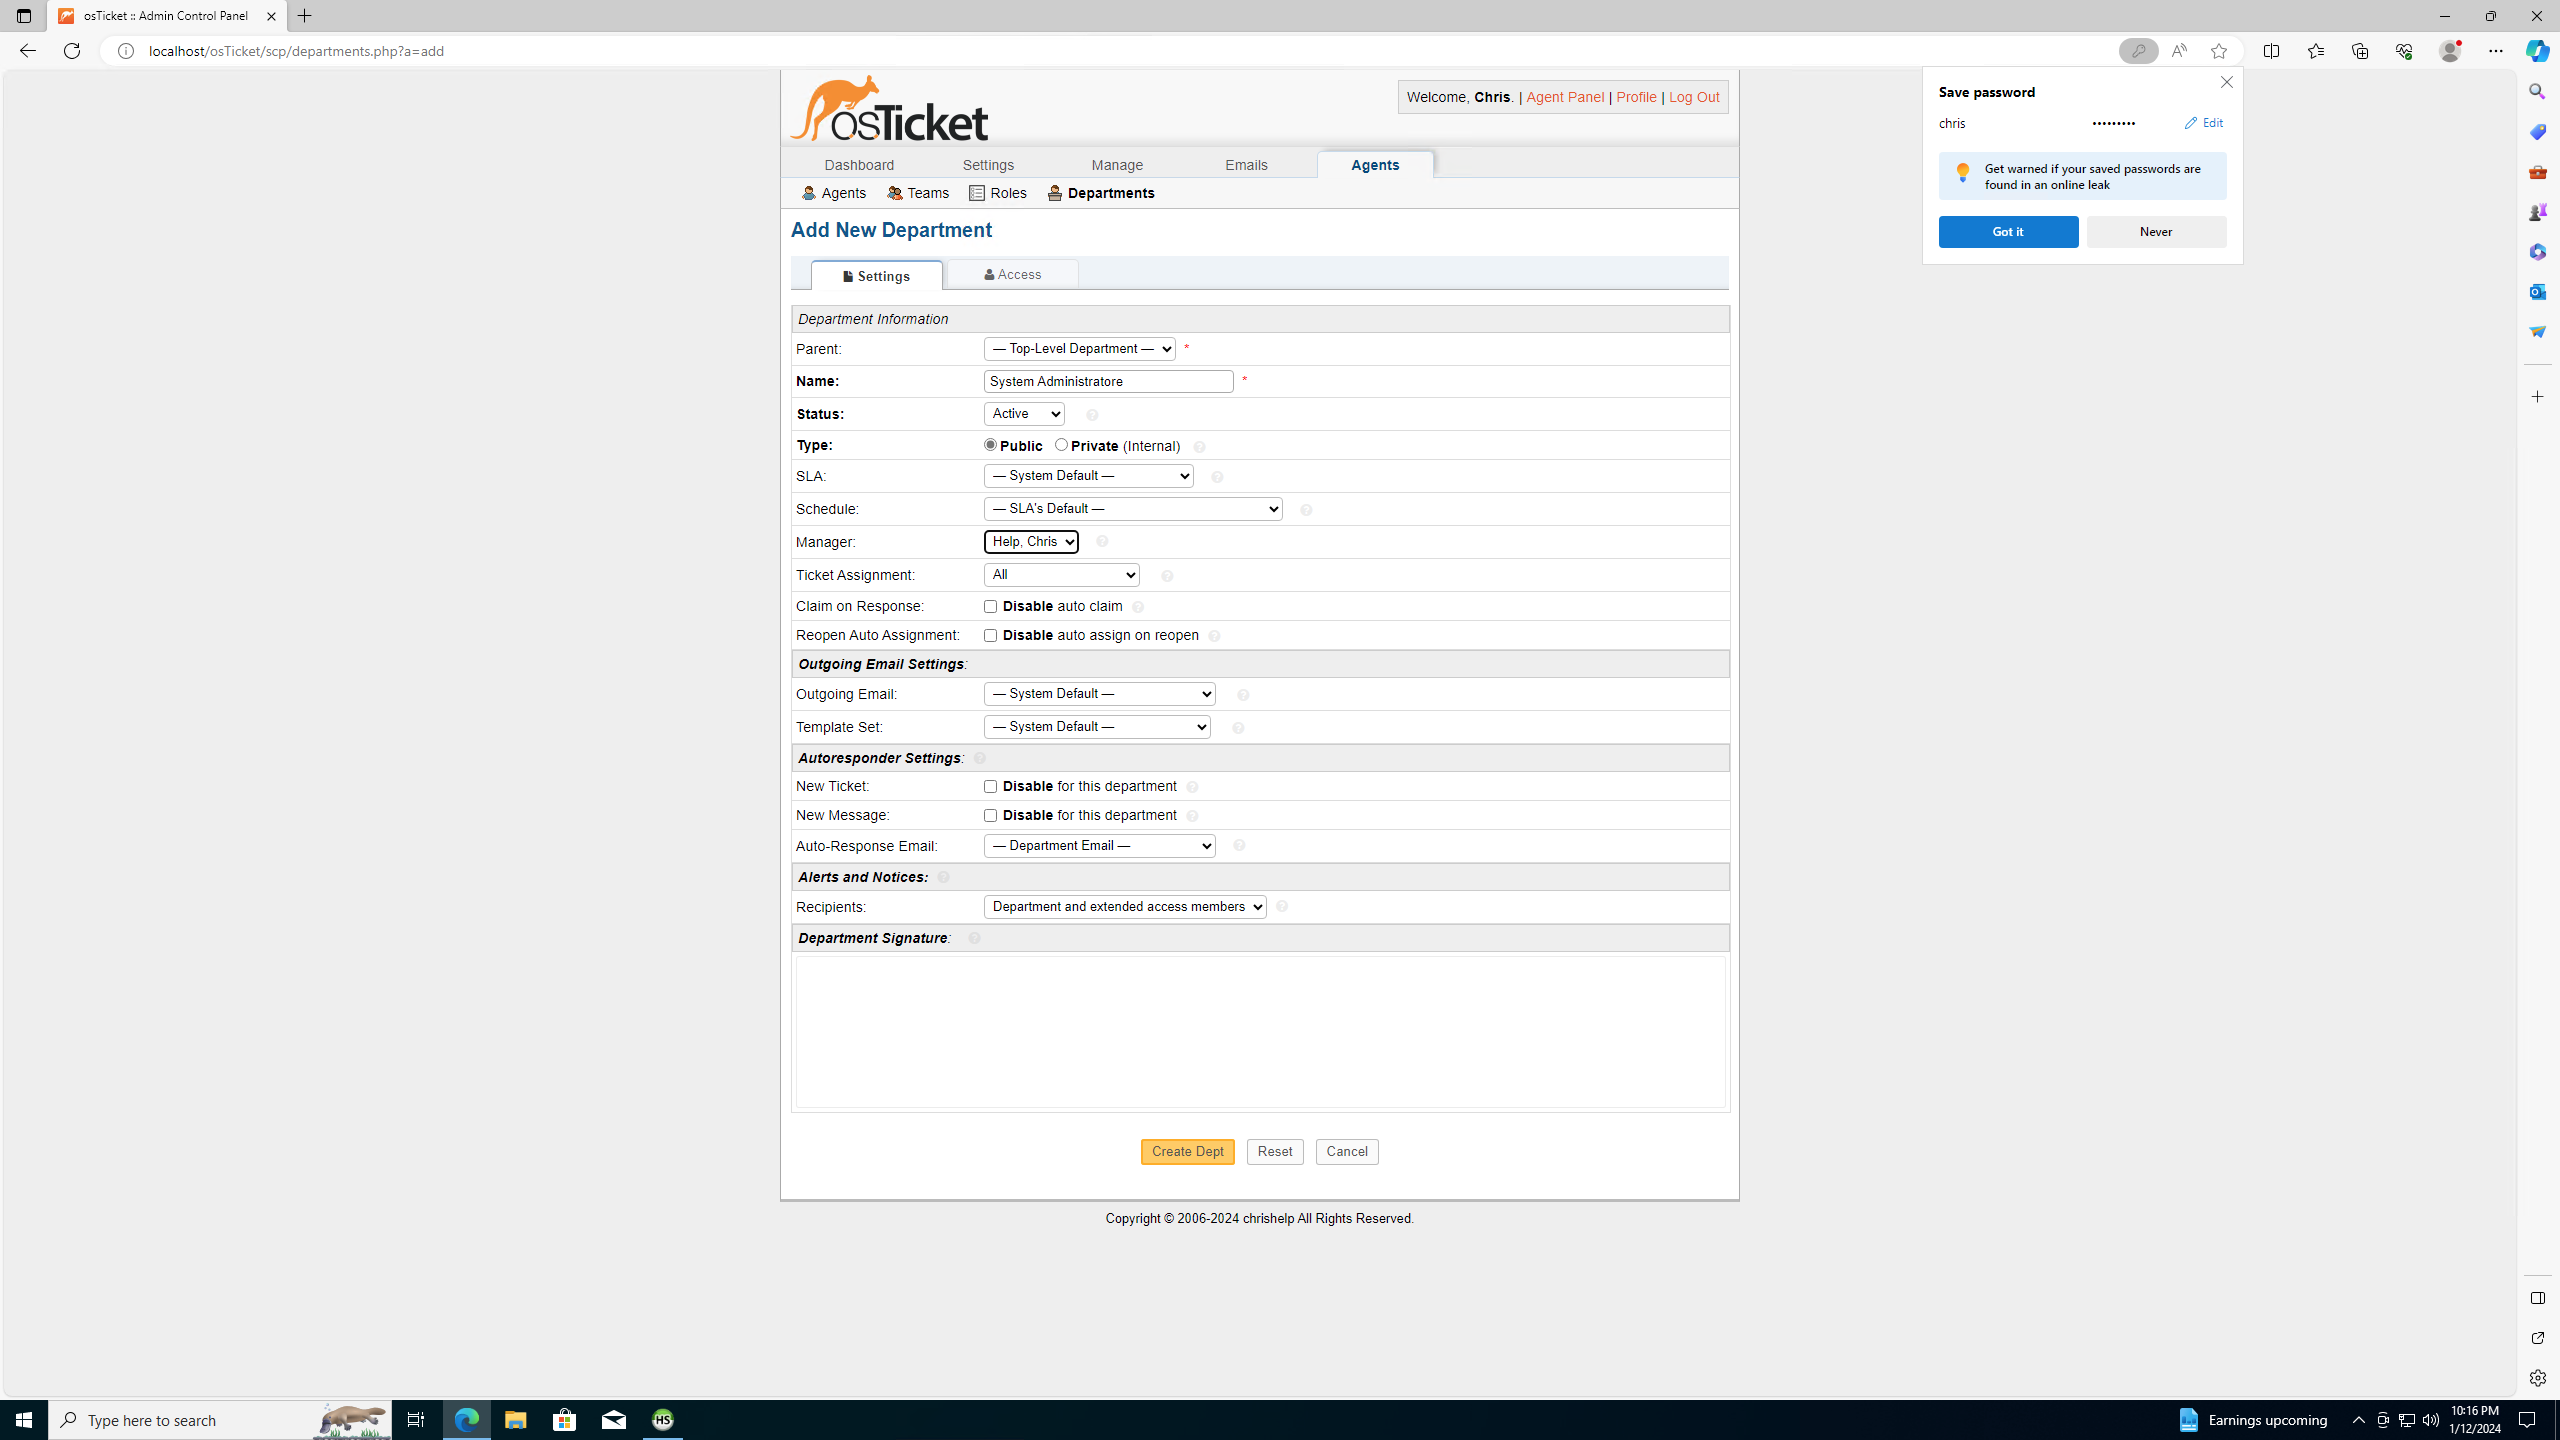 osTicket :: Admin Control Panel
localhost/osTicket/scp/departments.php?a=add
Save password
chris ••••••••• Edit
Get warned if your saved passwords are
found in an online leak
Got it Never
osTicket
Welcome, Chris. | Agent Panel | Profile | Log Out
Dashboard Settings Manage Emails Agents
Agents Teams Roles Departments
Add New Department
Settings Access
Department Information
Parent: — Top-Level Department — *
Name: System Administratore *
Status: Active
Type: Public Private (Internal)
SLA: — System Default —
Schedule: — SLA's Default —
Manager: Help, Chris
Ticket Assignment: All
Claim on Response: Disable auto claim
Reopen Auto Assignment: Disable auto assign on reopen
Outgoing Email Settings:
Outgoing Email: — System Default —
Template Set: — System Default —
Autoresponder Settings:
New Ticket: Disable for this department
New Message: Disable for this department
Auto-Response Email: — Department Email —
Alerts and Notices:
Recipients: Department and extended access members
Department Signature:
Create Dept Reset Cancel
Copyright © 2006-2024 chrishelp All Rights Reserved.
Type here to search
HS
Earnings upcoming
10:16 PM
1/12/2024